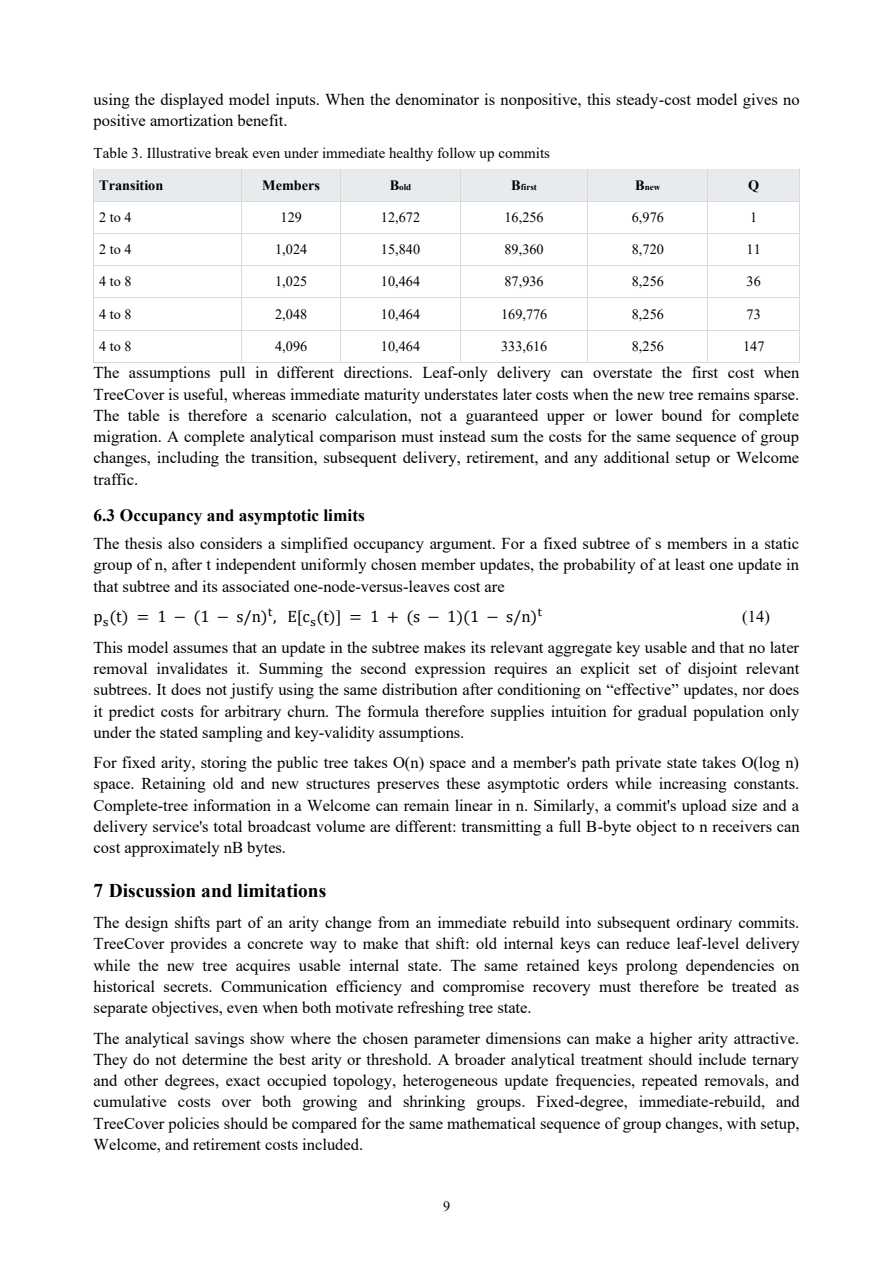 using the displayed model inputs. When the denominator is nonpositive, this steady-cost model gives no
positive amortization benefit.
Table 3. Illustrative break even under immediate healthy follow up commits
Transition Members Bold Bfirst Bnew Q
2 to 4 129 12,672 16,256 6,976 1
2 to 4 1,024 15,840 89,360 8,720 11
4 to 8 1,025 10,464 87,936 8,256 36
4 to 8 2,048 10,464 169,776 8,256 73
4 to 8 4,096 10,464 333,616 8,256 147
The assumptions pull in different directions. Leaf-only delivery can overstate the first cost when
TreeCover is useful, whereas immediate maturity understates later costs when the new tree remains sparse.
The table is therefore a scenario calculation, not a guaranteed upper or lower bound for complete
migration. A complete analytical comparison must instead sum the costs for the same sequence of group
changes, including the transition, subsequent delivery, retirement, and any additional setup or Welcome
traffic.
6.3 Occupancy and asymptotic limits
The thesis also considers a simplified occupancy argument. For a fixed subtree of s members in a static
group of n, after t independent uniformly chosen member updates, the probability of at least one update in
that subtree and its associated one-node-versus-leaves cost are
pₛ(t) = 1 − (1 − s/n)ᵗ, E[cₛ(t)] = 1 + (s − 1)(1 − s/n)ᵗ (14)
This model assumes that an update in the subtree makes its relevant aggregate key usable and that no later
removal invalidates it. Summing the second expression requires an explicit set of disjoint relevant
subtrees. It does not justify using the same distribution after conditioning on “effective” updates, nor does
it predict costs for arbitrary churn. The formula therefore supplies intuition for gradual population only
under the stated sampling and key-validity assumptions.
For fixed arity, storing the public tree takes O(n) space and a member's path private state takes O(log n)
space. Retaining old and new structures preserves these asymptotic orders while increasing constants.
Complete-tree information in a Welcome can remain linear in n. Similarly, a commit's upload size and a
delivery service's total broadcast volume are different: transmitting a full B-byte object to n receivers can
cost approximately nB bytes.
7 Discussion and limitations
The design shifts part of an arity change from an immediate rebuild into subsequent ordinary commits.
TreeCover provides a concrete way to make that shift: old internal keys can reduce leaf-level delivery
while the new tree acquires usable internal state. The same retained keys prolong dependencies on
historical secrets. Communication efficiency and compromise recovery must therefore be treated as
separate objectives, even when both motivate refreshing tree state.
The analytical savings show where the chosen parameter dimensions can make a higher arity attractive.
They do not determine the best arity or threshold. A broader analytical treatment should include ternary
and other degrees, exact occupied topology, heterogeneous update frequencies, repeated removals, and
cumulative costs over both growing and shrinking groups. Fixed-degree, immediate-rebuild, and
TreeCover policies should be compared for the same mathematical sequence of group changes, with setup,
Welcome, and retirement costs included.
9